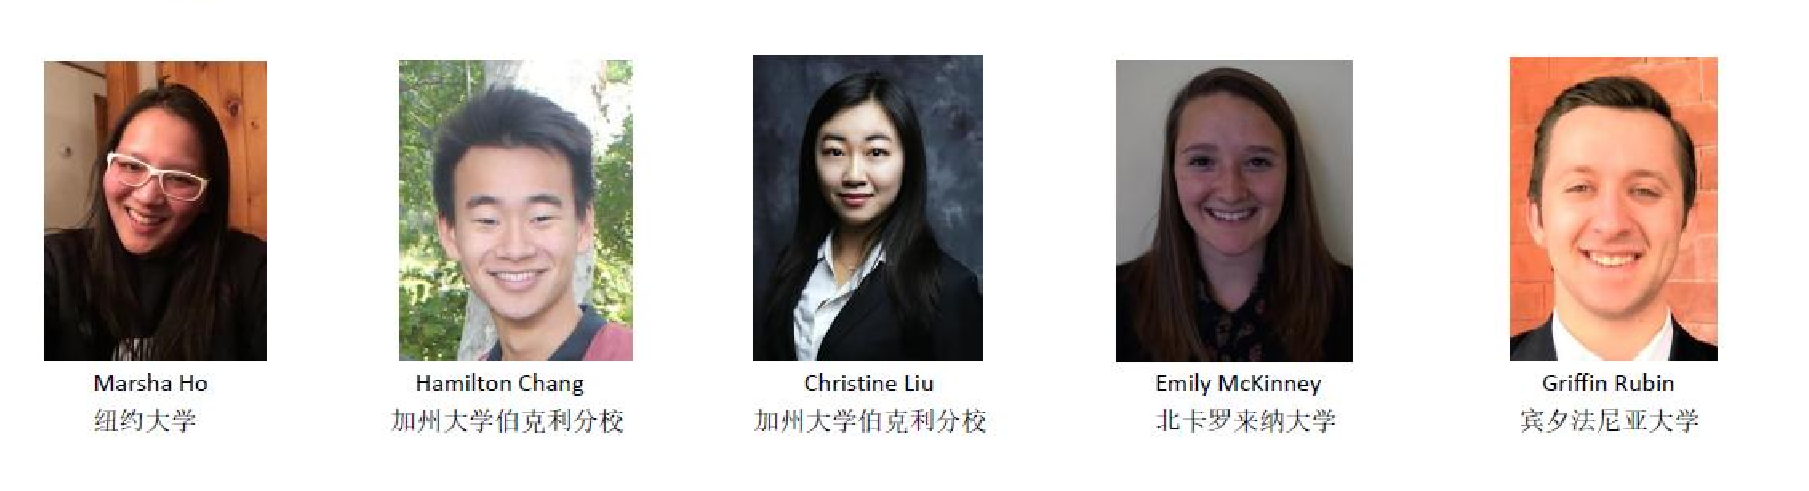 Marsha Ho
纽约大学
Hamilton Chang
加州大学伯克利分校
Christine Liu
加州大学伯克利分校
Emily McKinney
北卡罗来纳大学
Griffin Rubin
宾夕法尼亚大学